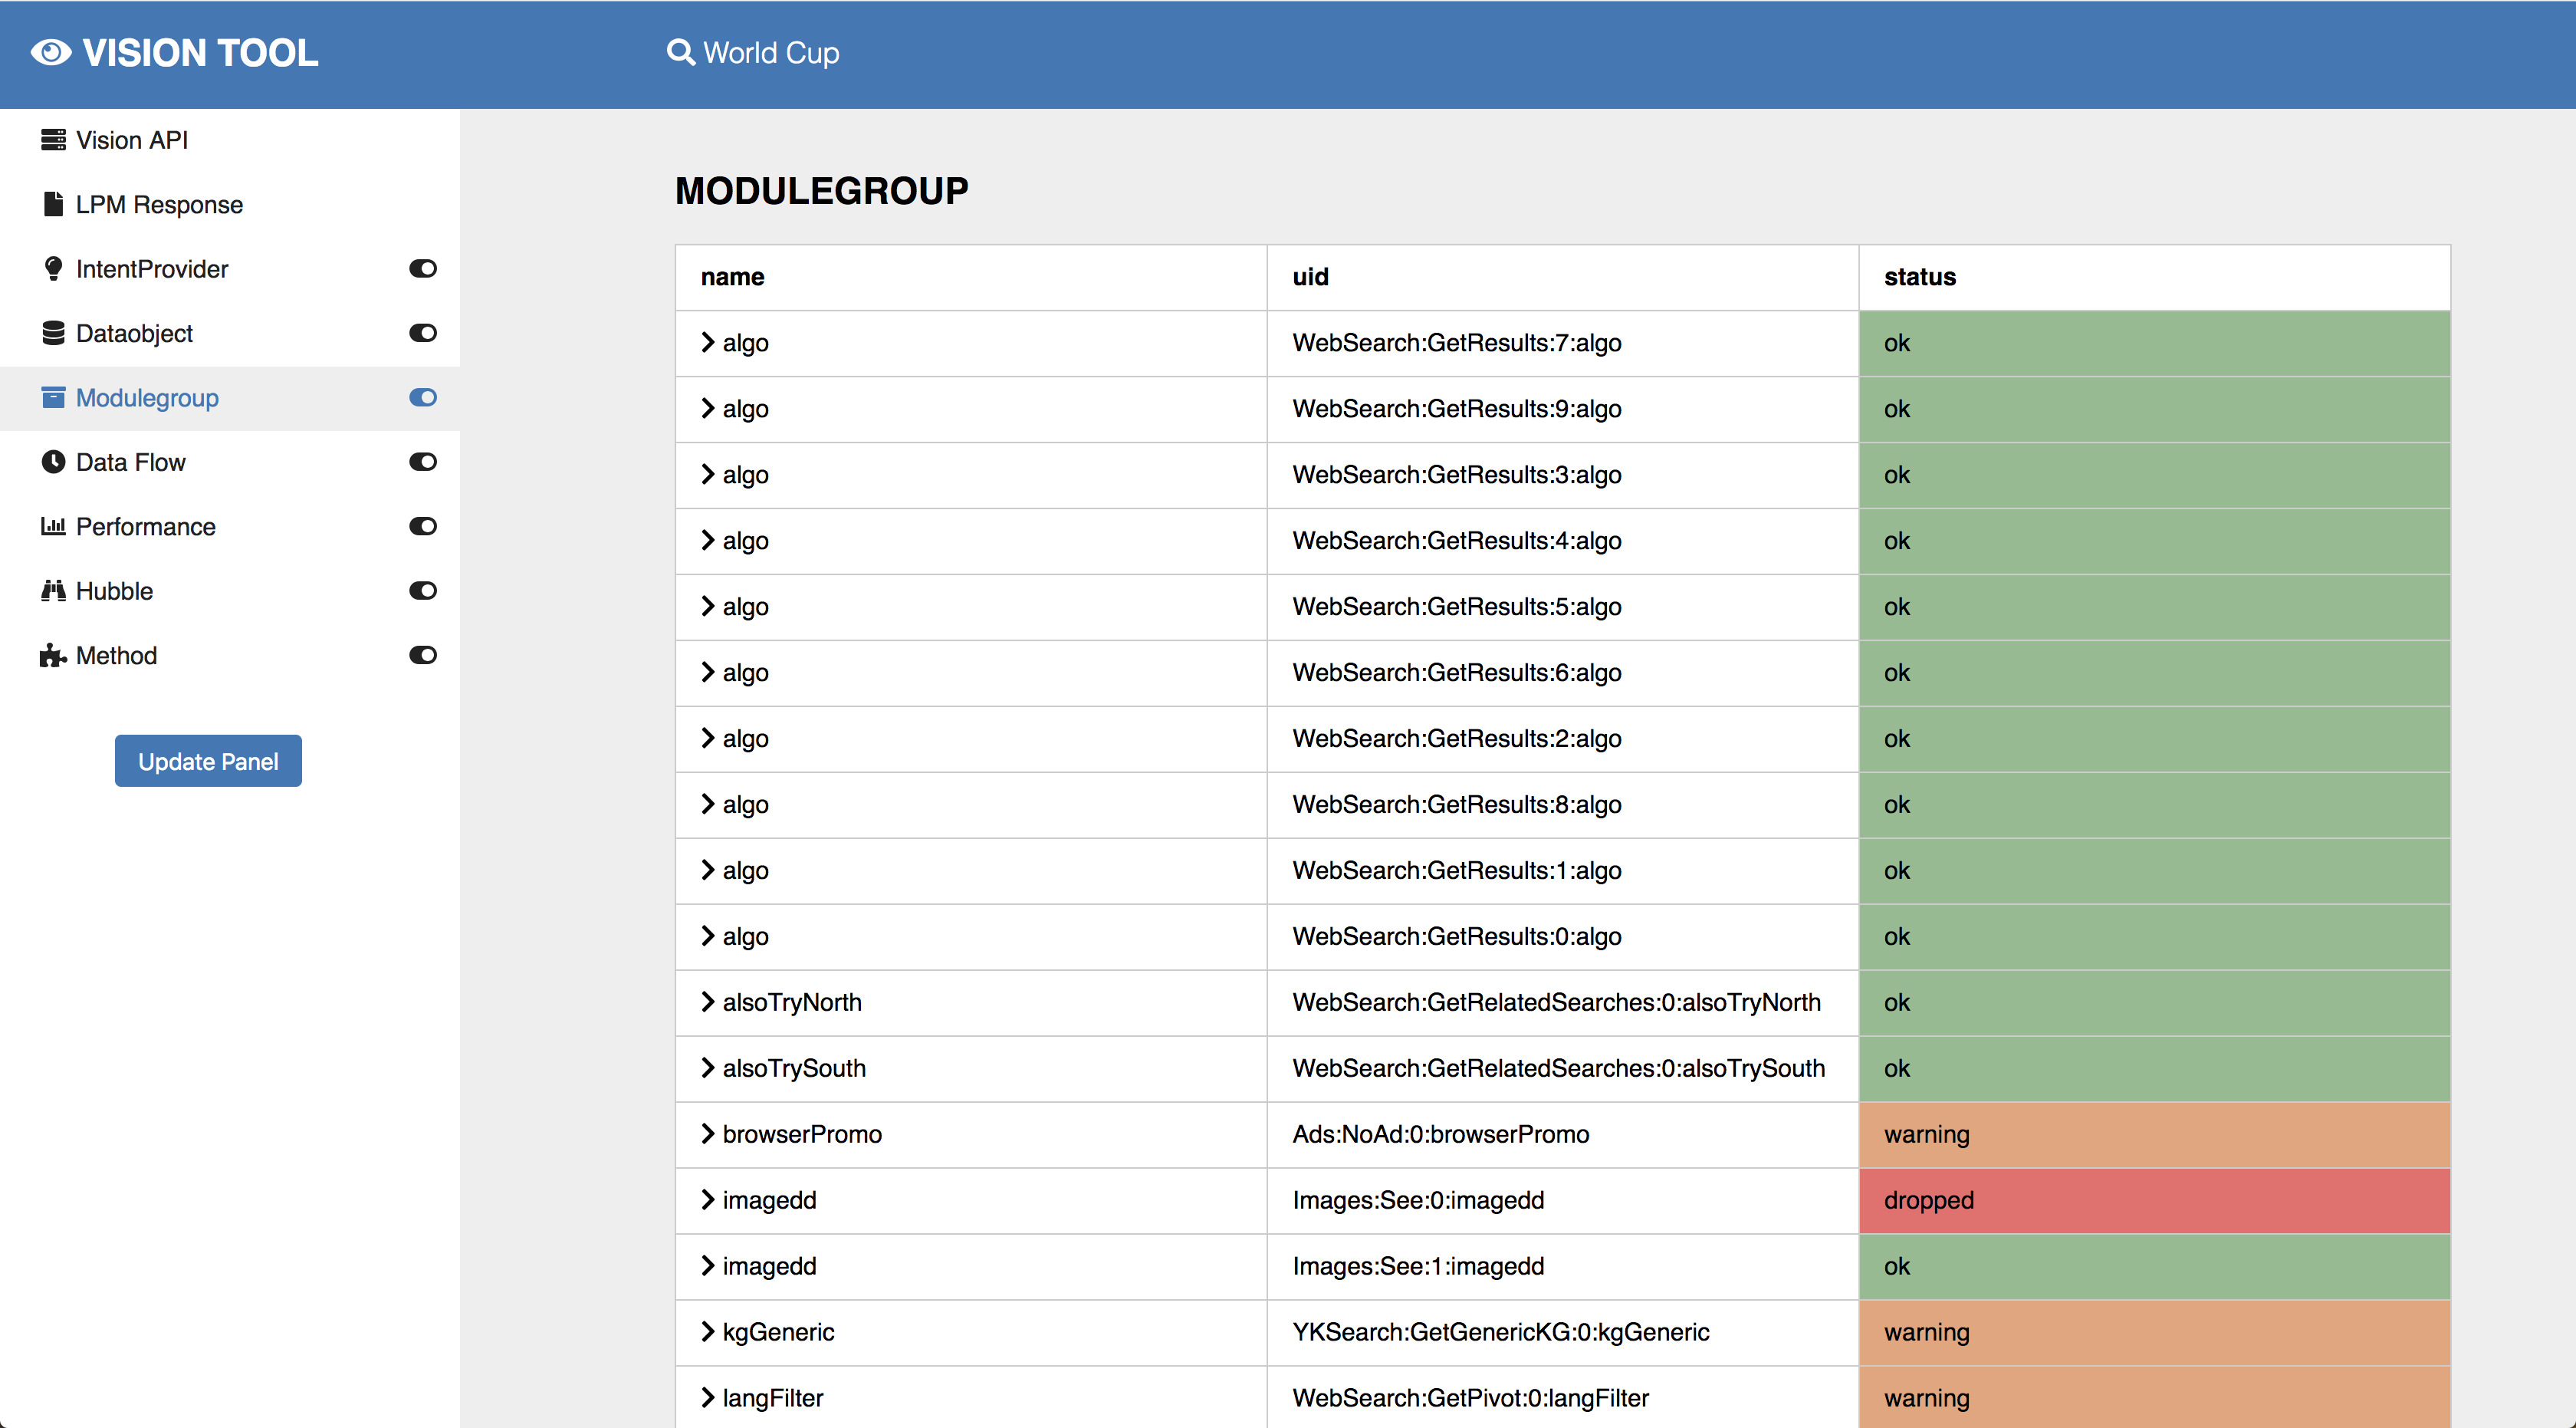 VISION TOOL
World Cup
Vision API
LPM Response
IntentProvider
Dataobject
Modulegroup
Data Flow
Performance
Hubble
Method
Update Panel
MODULEGROUP
name uid status
algo WebSearch:GetResults:7:algo ok
algo WebSearch:GetResults:9:algo ok
algo WebSearch:GetResults:3:algo ok
algo WebSearch:GetResults:4:algo ok
algo WebSearch:GetResults:5:algo ok
algo WebSearch:GetResults:6:algo ok
algo WebSearch:GetResults:2:algo ok
algo WebSearch:GetResults:8:algo ok
algo WebSearch:GetResults:1:algo ok
algo WebSearch:GetResults:0:algo ok
alsoTryNorth WebSearch:GetRelatedSearches:0:alsoTryNorth ok
alsoTrySouth WebSearch:GetRelatedSearches:0:alsoTrySouth ok
browserPromo Ads:NoAd:0:browserPromo warning
imagedd Images:See:0:imagedd dropped
imagedd Images:See:1:imagedd ok
kgGeneric YKSearch:GetGenericKG:0:kgGeneric warning
langFilter WebSearch:GetPivot:0:langFilter warning